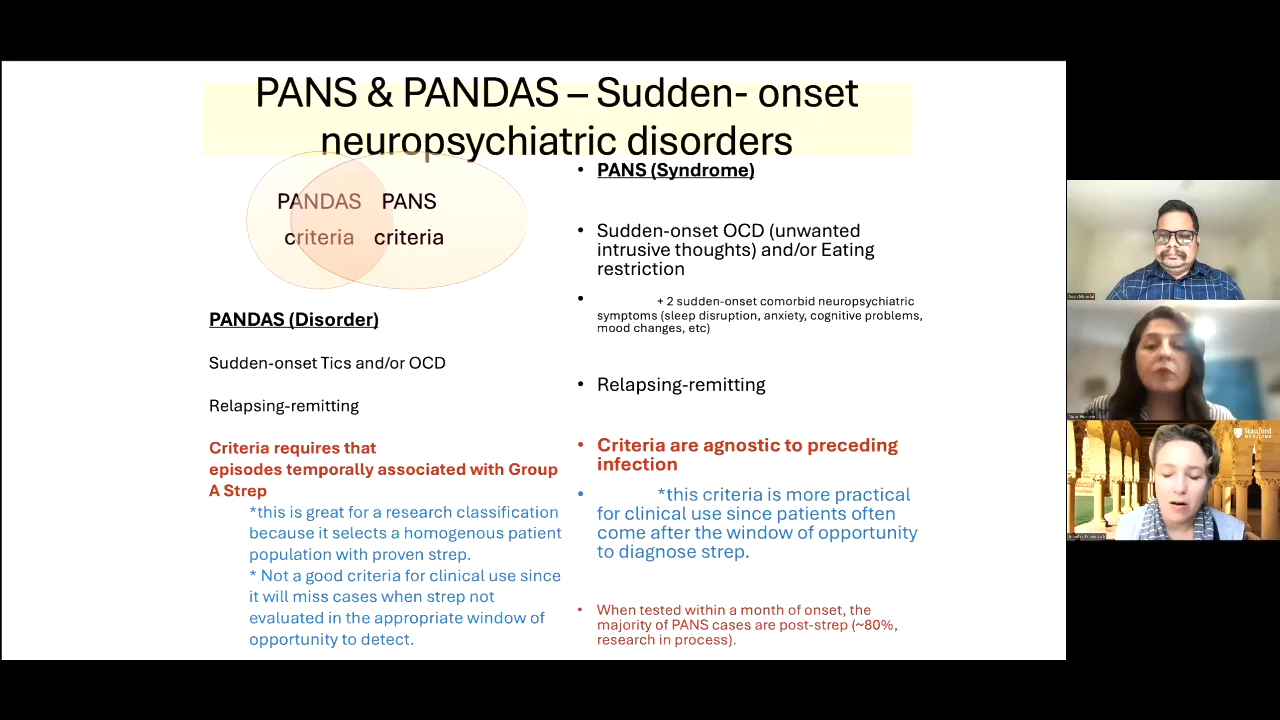 PANS & PANDAS – Sudden- onset
neuropsychiatric disorders
PANDAS PANS
criteria criteria
PANDAS (Disorder)
Sudden-onset Tics and/or OCD
Relapsing-remitting
Criteria requires that
episodes temporally associated with Group
A Strep
*this is great for a research classification
because it selects a homogenous patient
population with proven strep.
* Not a good criteria for clinical use since
it will miss cases when strep not
evaluated in the appropriate window of
opportunity to detect.
• PANS (Syndrome)
• Sudden-onset OCD (unwanted
intrusive thoughts) and/or Eating
restriction
• + 2 sudden-onset comorbid neuropsychiatric
symptoms (sleep disruption, anxiety, cognitive problems,
mood changes, etc)
• Relapsing-remitting
• Criteria are agnostic to preceding
infection
• *this criteria is more practical
for clinical use since patients often
come after the window of opportunity
to diagnose strep.
• When tested within a month of onset, the
majority of PANS cases are post-strep (~80%,
research in process).
Stanford
MEDICINE